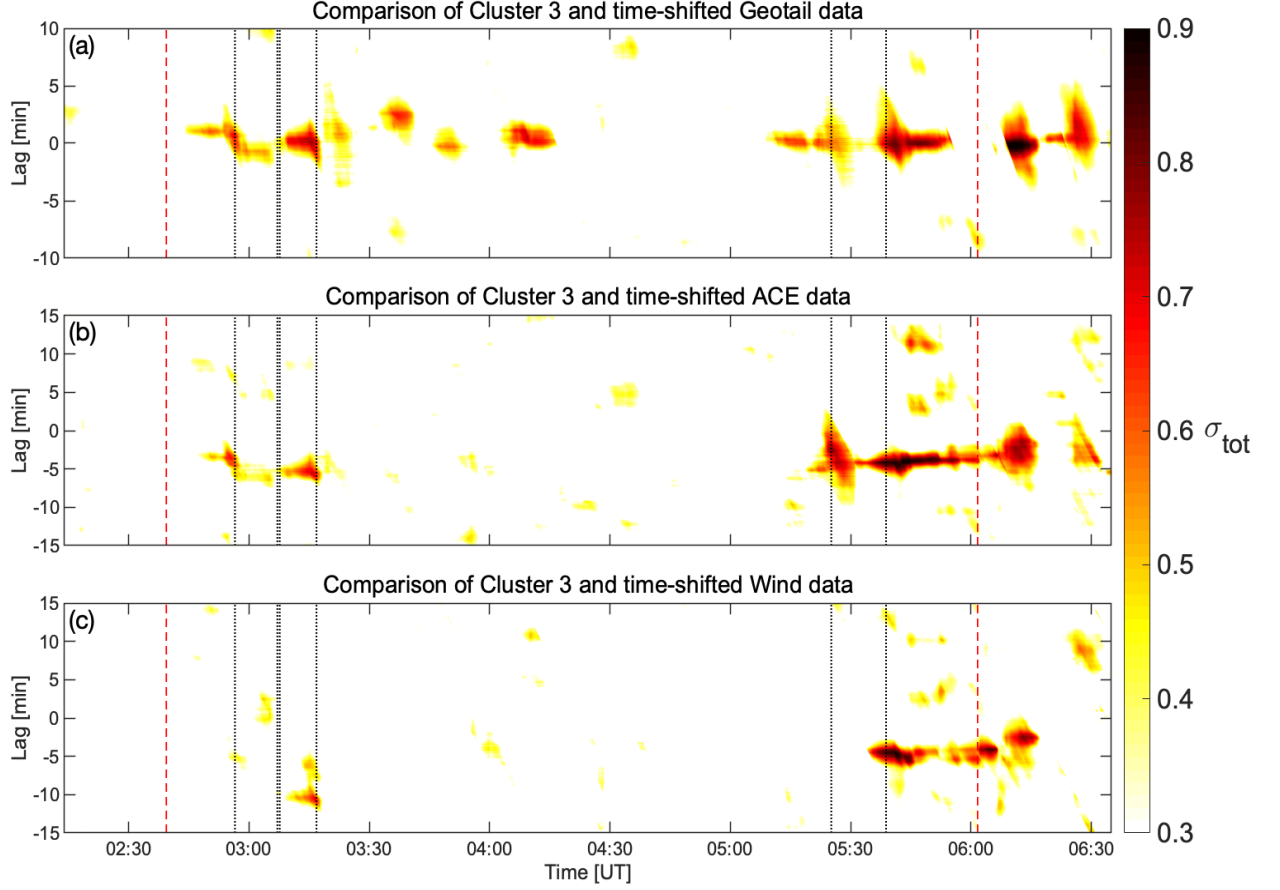 Comparison of Cluster 3 and time-shifted Geotail data
(a)
10
5
0
-5
-10
Lag [min]
Comparison of Cluster 3 and time-shifted ACE data
(b)
15
10
5
0
-5
-10
-15
Lag [min]
Comparison of Cluster 3 and time-shifted Wind data
(c)
15
10
5
0
-5
-10
-15
Lag [min]
02:30 03:00 03:30 04:00 04:30 05:00 05:30 06:00 06:30
Time [UT]
0.9
0.8
0.7
0.6
0.5
0.4
0.3
σtot